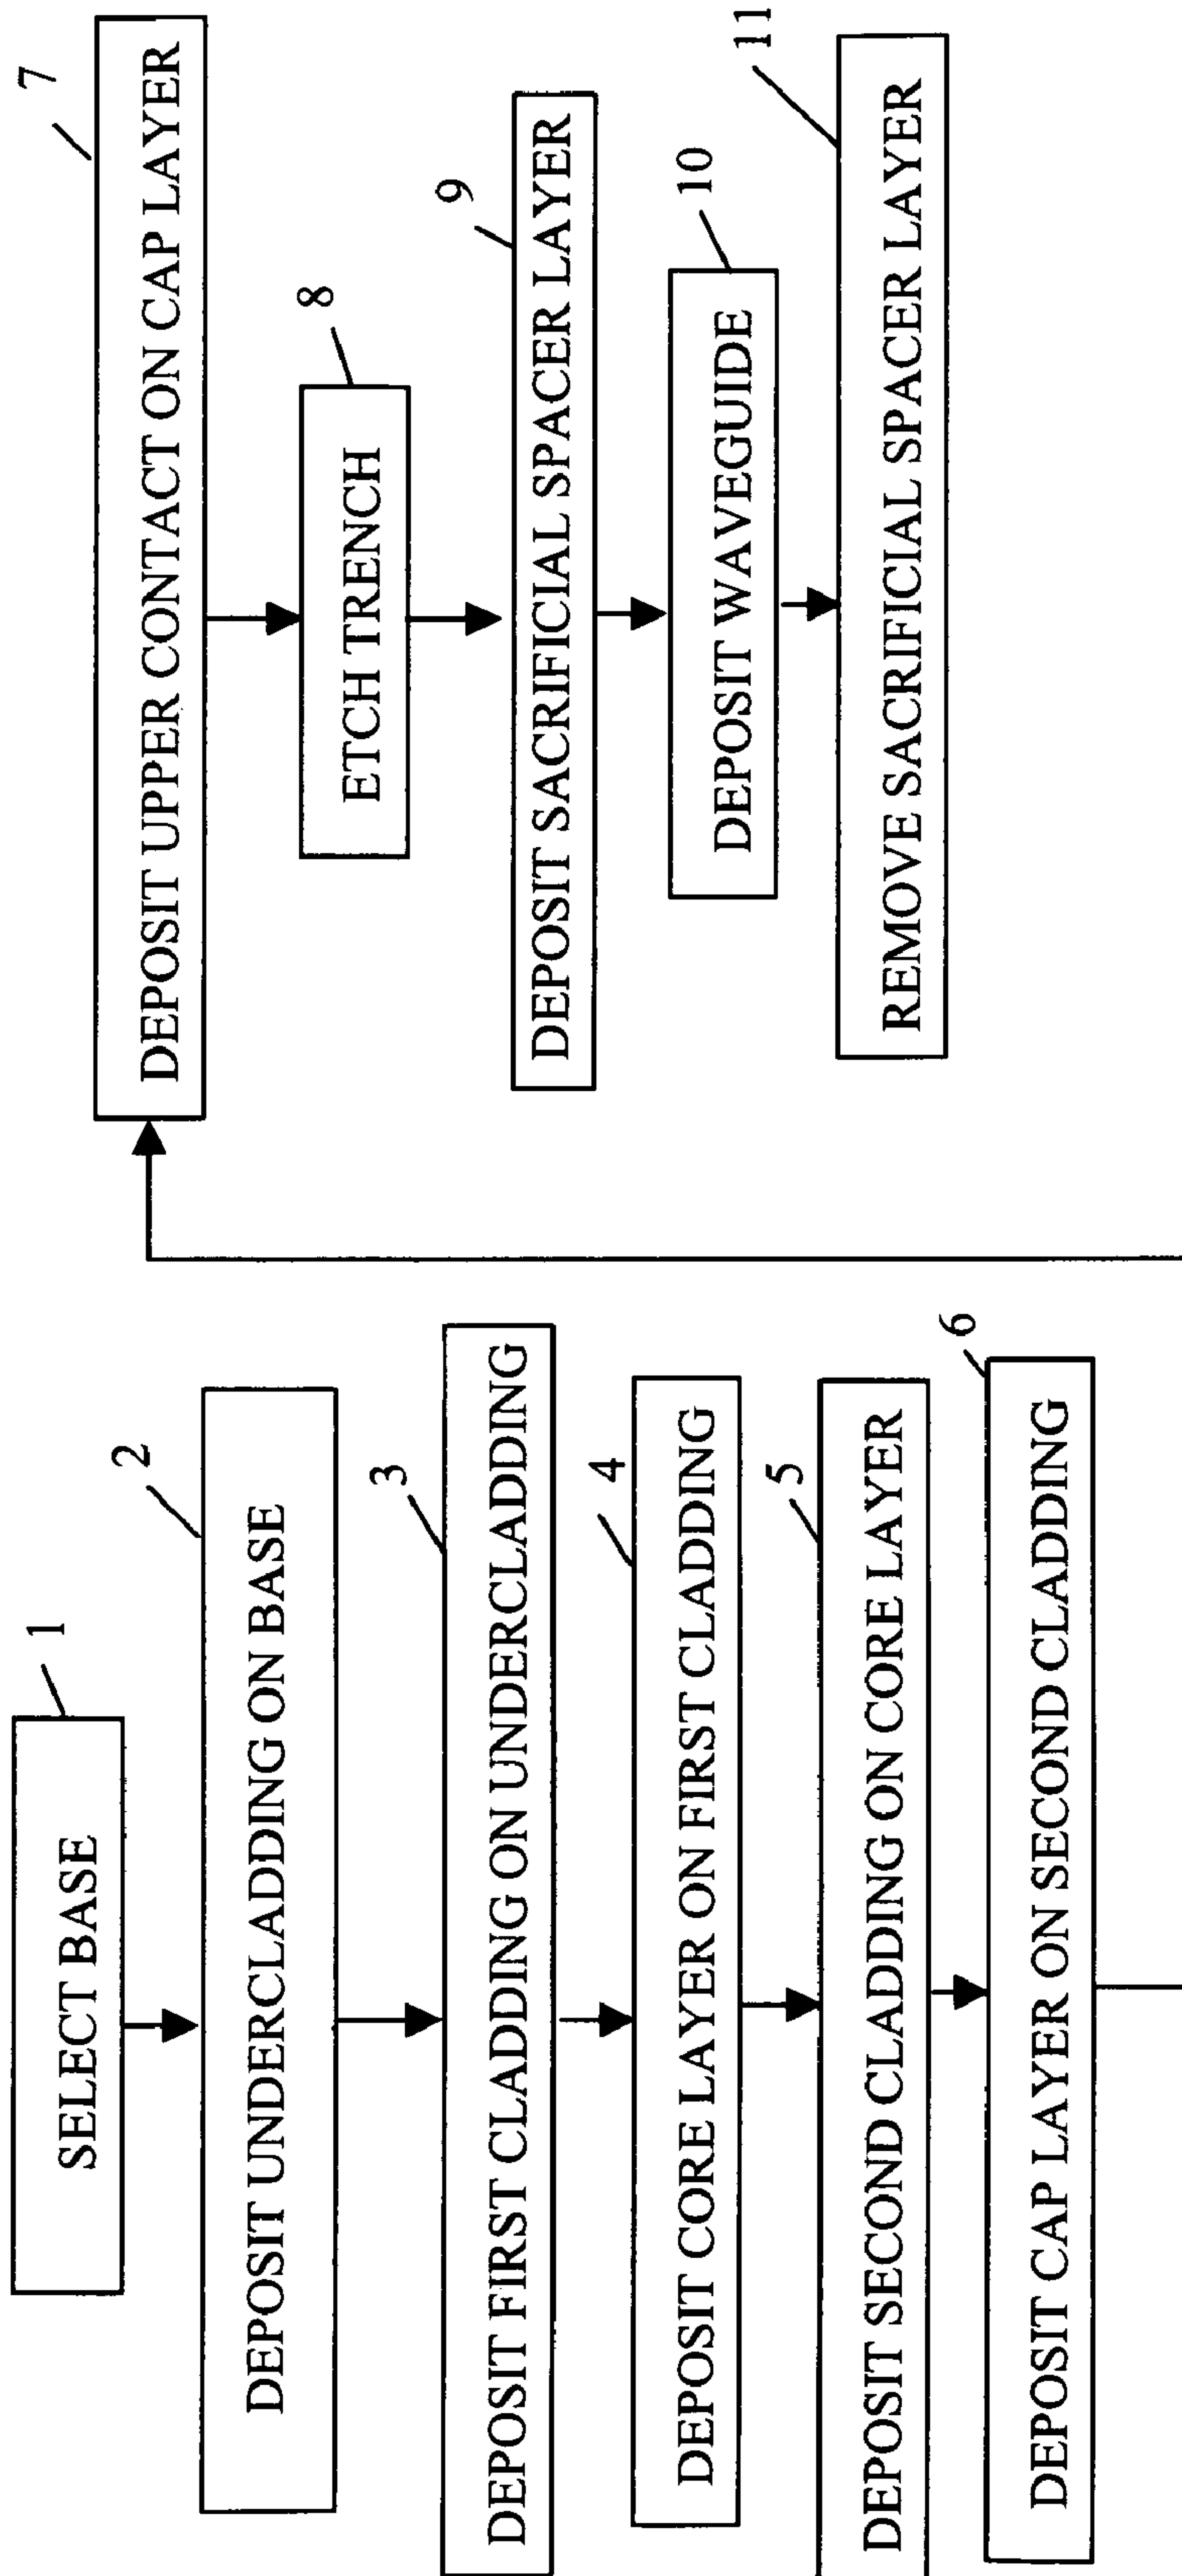 1
SELECT BASE
2
DEPOSIT UNDERCLADDING ON BASE
3
DEPOSIT FIRST CLADDING ON UNDERCLADDING
4
DEPOSIT CORE LAYER ON FIRST CLADDING
5
DEPOSIT SECOND CLADDING ON CORE LAYER
6
DEPOSIT CAP LAYER ON SECOND CLADDING
7
DEPOSIT UPPER CONTACT ON CAP LAYER
8
ETCH TRENCH
9
DEPOSIT SACRIFICIAL SPACER LAYER
10
DEPOSIT WAVEGUIDE
11
REMOVE SACRIFICIAL SPACER LAYER